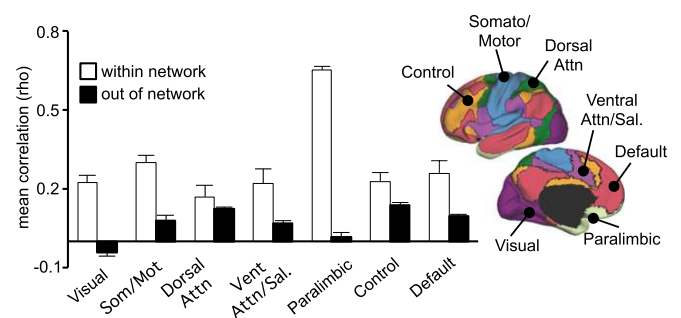 0.8
0.5
0.2
-0.1
mean correlation (rho)
within network
out of network
Visual
Som/Mot
Dorsal
Attn
Vent
Attn/Sal.
Paralimbic
Control
Default
Somato/
Motor
Dorsal
Attn
Control
Ventral
Attn/Sal.
Default
Visual
Paralimbic